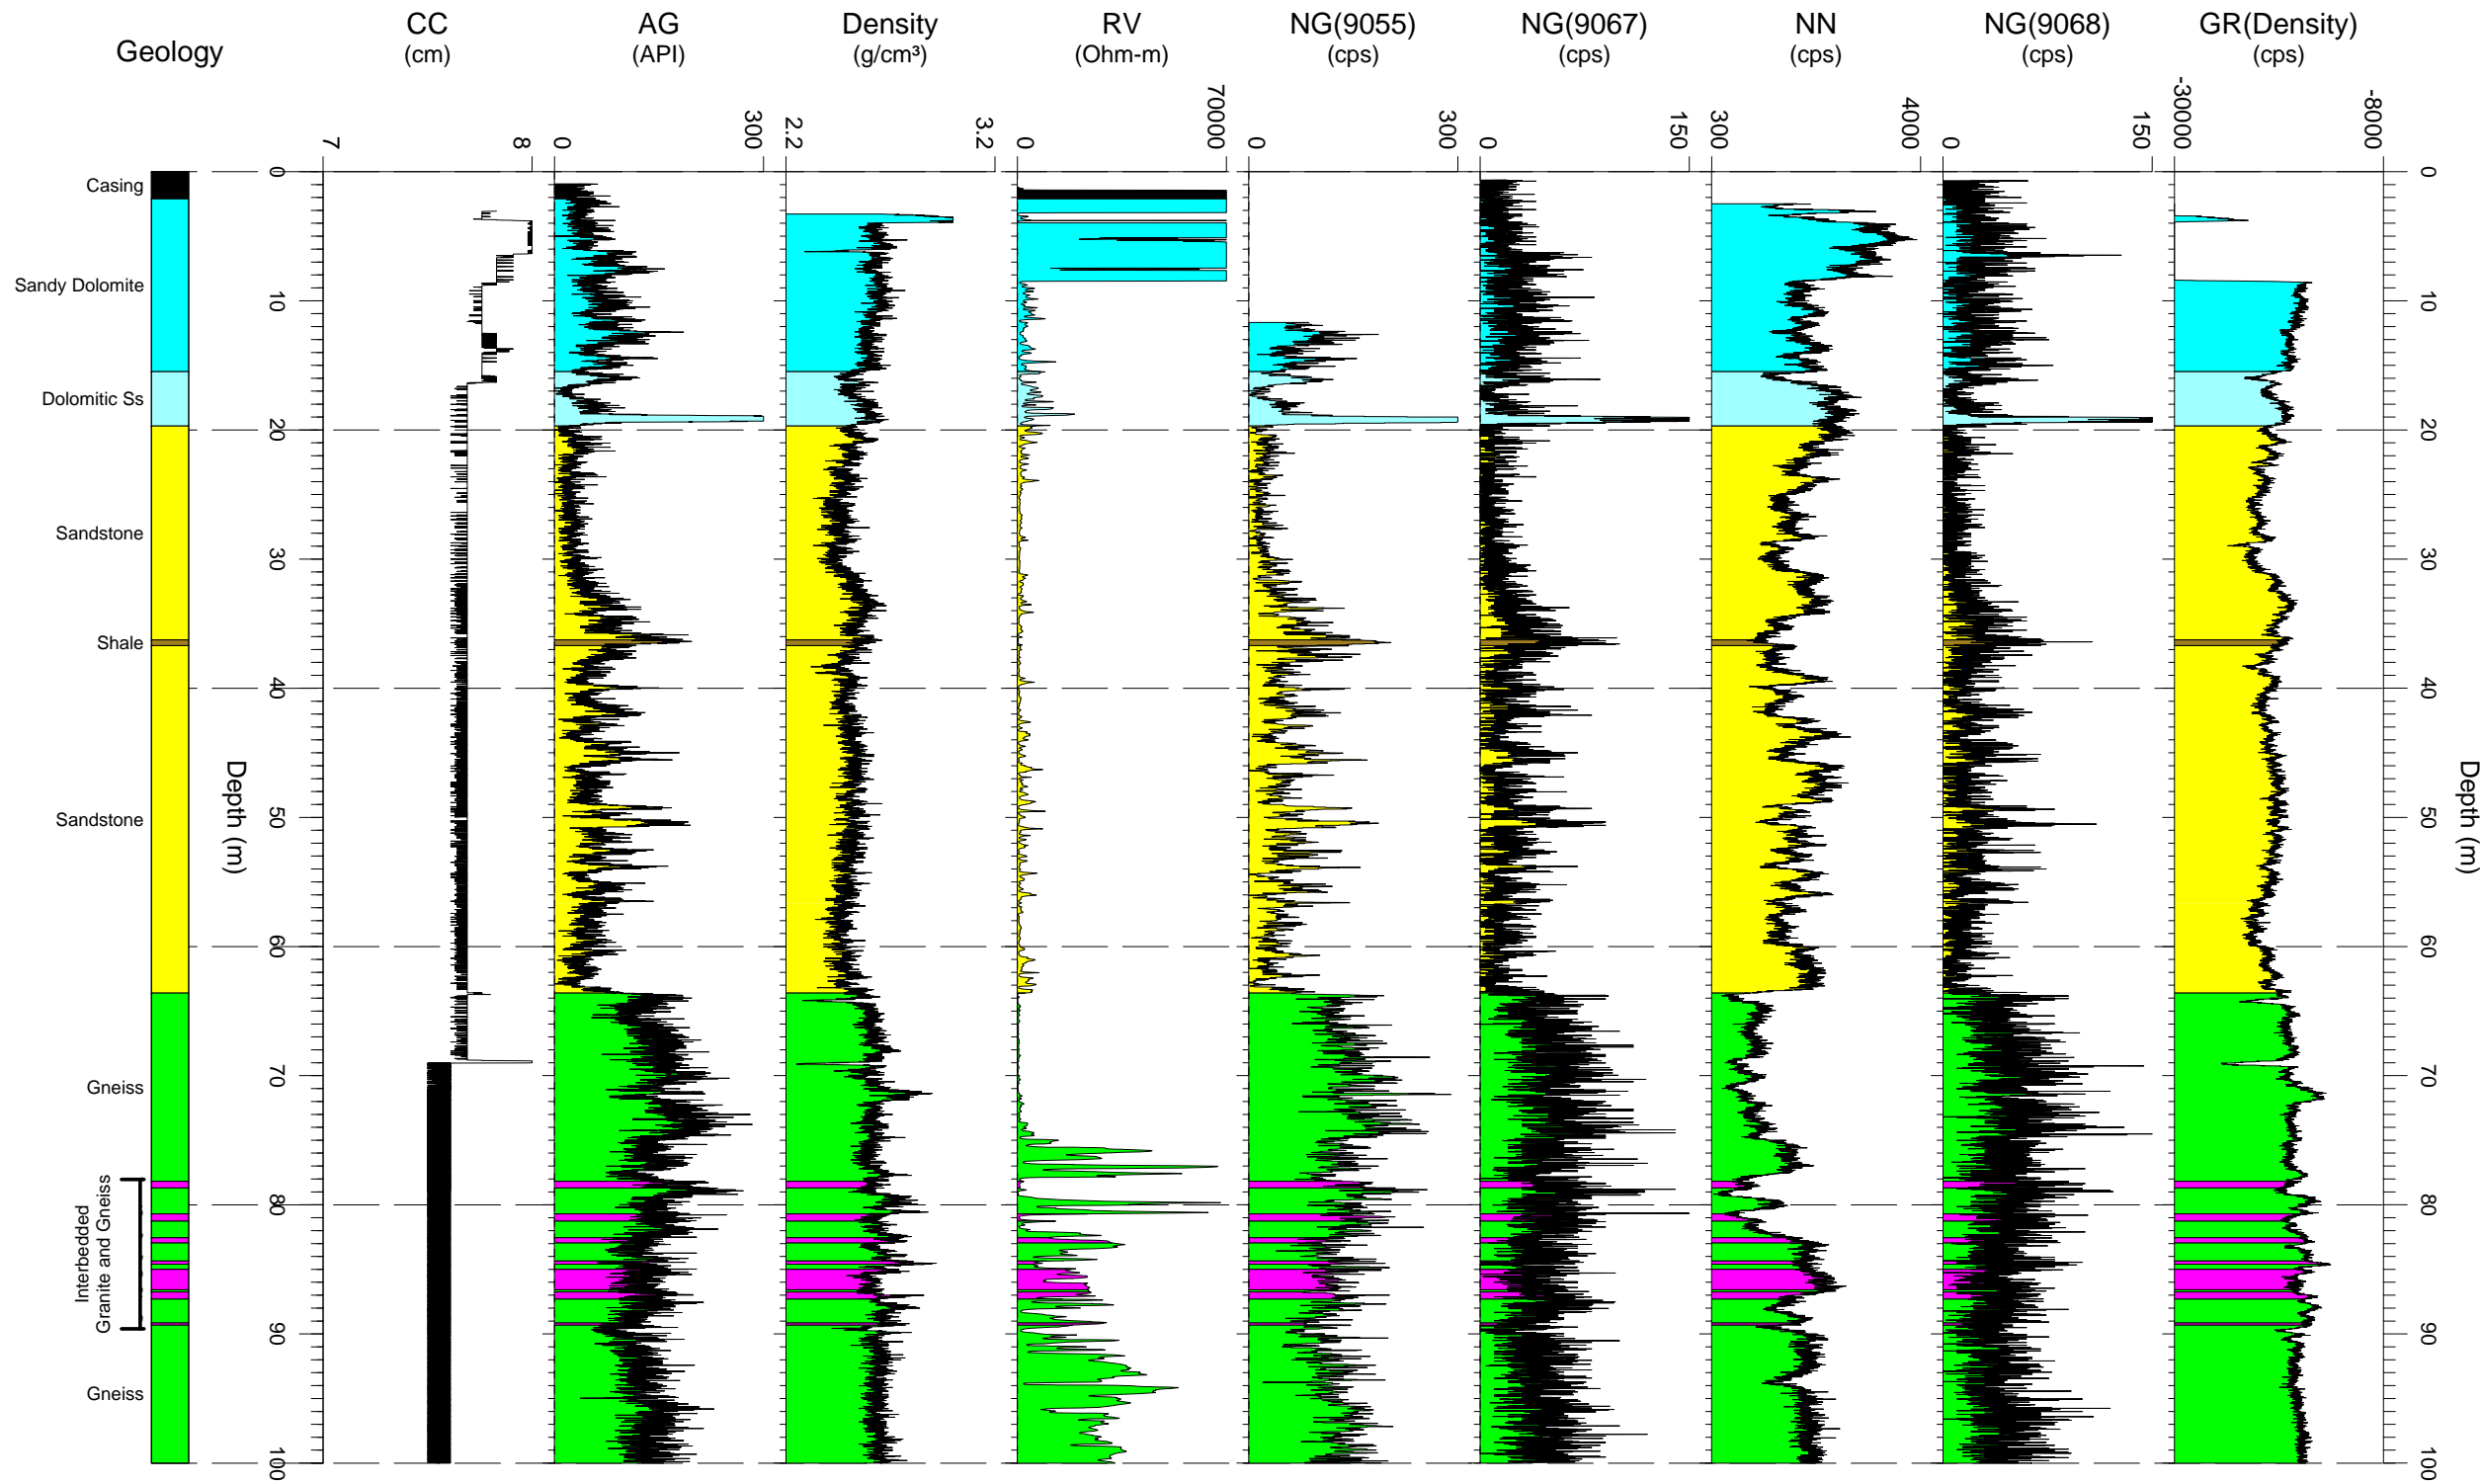 Geology
CC
(cm)
AG
(API)
Density
(g/cm³)
RV
(Ohm-m)
NG(9055)
(cps)
NG(9067)
(cps)
NN
(cps)
NG(9068)
(cps)
GR(Density)
(cps)
7
8
0
300
2.2
3.2
0
70000
0
300
0
150
300
4000
0
150
-30000
-8000
0
10
20
30
40
50
60
70
80
90
100
Depth (m)
Casing
Sandy Dolomite
Dolomitic Ss
Sandstone
Shale
Sandstone
Gneiss
Interbedded
Granite and Gneiss
Gneiss
0
10
20
30
40
50
60
70
80
90
100
Depth (m)